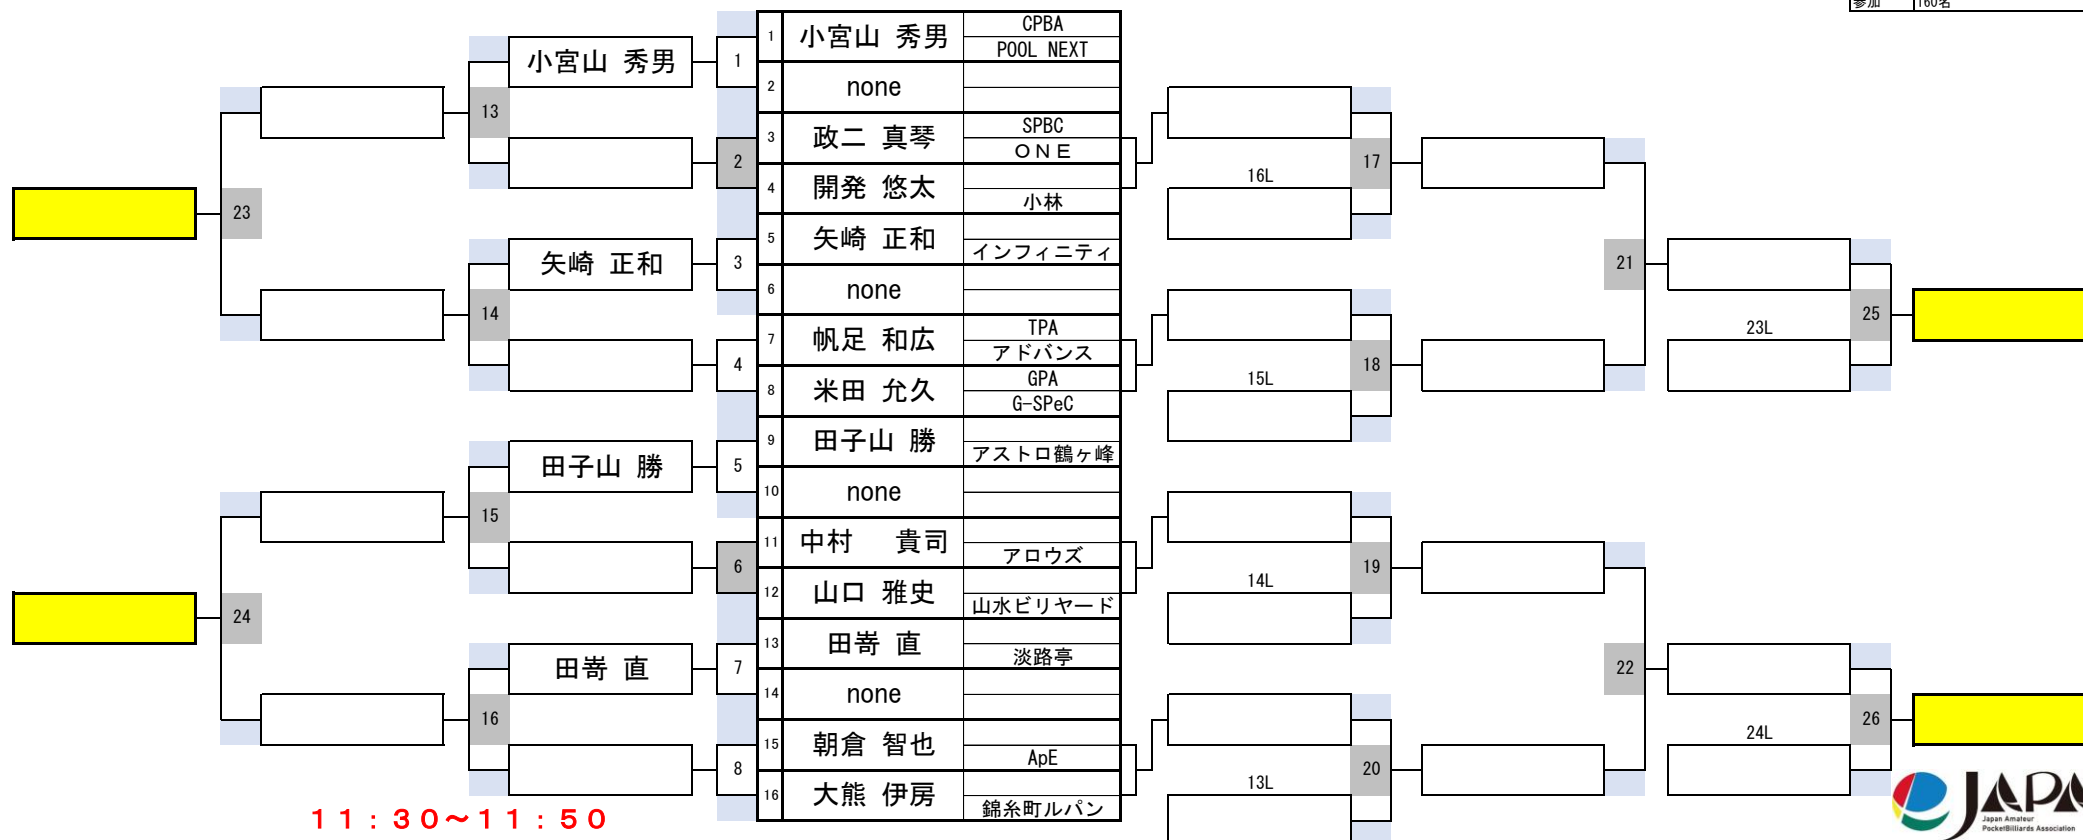 参加 160名
1 小宮山 秀男 CPBA
POOL NEXT
2 none
3 政二 真琴 SPBC
ＯＮＥ
4 開発 悠太
小林
5 矢崎 正和
インフィニティ
6 none
7 帆足 和広 TPA
アドバンス
8 米田 允久 GPA
G-SPeC
9 田子山 勝
アストロ鶴ヶ峰
10 none
11 中村 貴司
アロウズ
12 山口 雅史
山水ビリヤード
13 田嵜 直
淡路亭
14 none
15 朝倉 智也
ApE
16 大熊 伊房
錦糸町ルパン
小宮山 秀男 1
13
2
23
矢崎 正和 3
14
4
田子山 勝 5
15
6
24
田嵜 直 7
16
8
17
16L
21
18
15L
23L
25
19
14L
22
20
13L
24L
26
１１：３０～１１：５０
JAPA
Japan Amateur
PocketBilliards Association